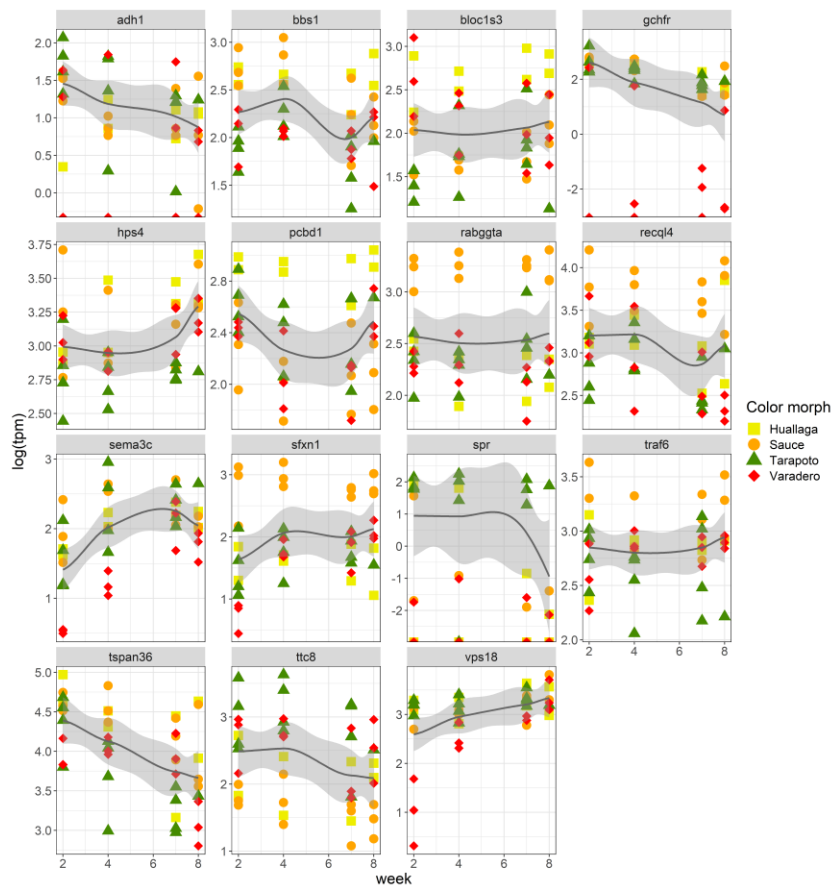 adh1 bbs1 bloc1s3 gchfr
2.0 1.5 1.0 0.5 0.0
3.0 2.5 2.0 1.5
3.0 2.5 2.0 1.5
2 0 -2
hps4 pcbd1 rabggta recql4
3.75 3.50 3.25 3.00 2.75 2.50
2.8 2.4 2.0
3.5 3.0 2.5 2.0
4.0 3.5 3.0 2.5
log(tpm)
Color morph
Huallaga
Sauce
Tarapoto
Varadero
sema3c sfxn1 spr traf6
3 2 1
3 2 1
2 1 0 -1 -2
3.5 3.0 2.5 2.0
2 4 6 8
tspan36 ttc8 vps18
5.0 4.5 4.0 3.5 3.0
3 2 1
3 2 1
2 4 6 8 2 4 6 8 2 4 6 8
week